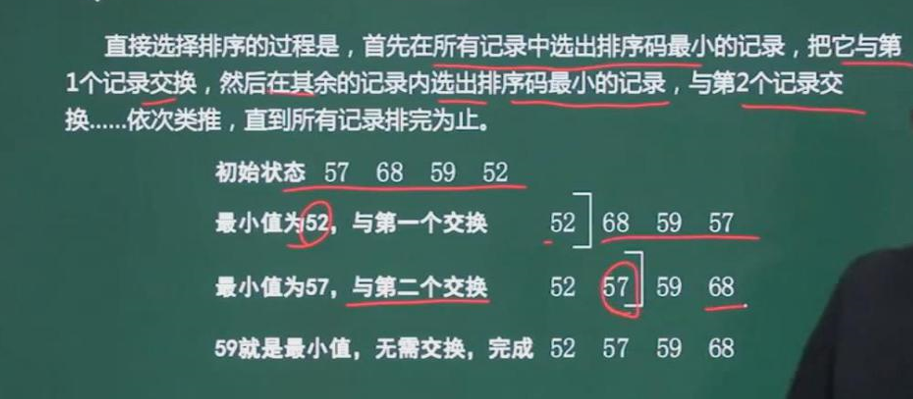 直接选择排序的过程是，首先在所有记录中选出排序码最小的记录，把它与第
1个记录交换，然后在其余的记录内选出排序码最小的记录，与第2个记录交
换……依次类推，直到所有记录排完为止。
初始状态 57 68 59 52
最小值为52，与第一个交换 52 ] 68 59 57
最小值为57，与第二个交换 52 57 ] 59 68
59就是最小值，无需交换，完成 52 57 59 68